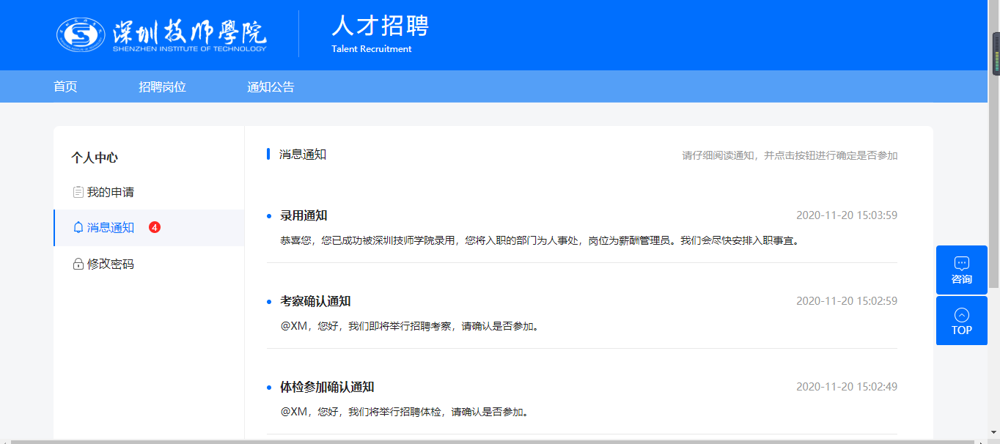 深圳技师學院
SHENZHEN INSTITUTE OF TECHNOLOGY
人才招聘
Talent Recruitment
首页 招聘岗位 通知公告
个人中心
我的申请
消息通知 4
修改密码
消息通知 请仔细阅读通知，并点击按钮进行确定是否参加
录用通知 2020-11-20 15:03:59
恭喜您，您已成功被深圳技师学院录用，您将入职的部门为人事处，岗位为薪酬管理员。我们会尽快安排入职事宜。
考察确认通知 2020-11-20 15:02:59
@XM，您好，我们即将举行招聘考察，请确认是否参加。
体检参加确认通知 2020-11-20 15:02:49
@XM，您好，我们将举行招聘体检，请确认是否参加。
咨询
TOP